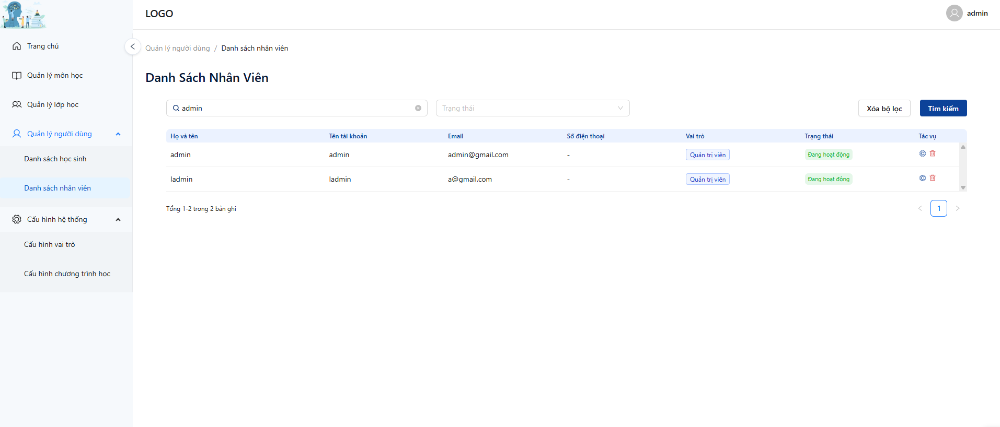 LOGO
admin
Trang chủ
Quản lý môn học
Quản lý lớp học
Quản lý người dùng
Danh sách học sinh
Danh sách nhân viên
Cấu hình hệ thống
Cấu hình vai trò
Cấu hình chương trình học
Quản lý người dùng / Danh sách nhân viên
Danh Sách Nhân Viên
admin Trạng thái Xóa bộ lọc Tìm kiếm
Họ và tên Tên tài khoản Email Số điện thoại Vai trò Trạng thái Tác vụ
admin admin admin@gmail.com - Quản trị viên Đang hoạt động
ladmin ladmin a@gmail.com - Quản trị viên Đang hoạt động
Tổng 1-2 trong 2 bản ghi
1